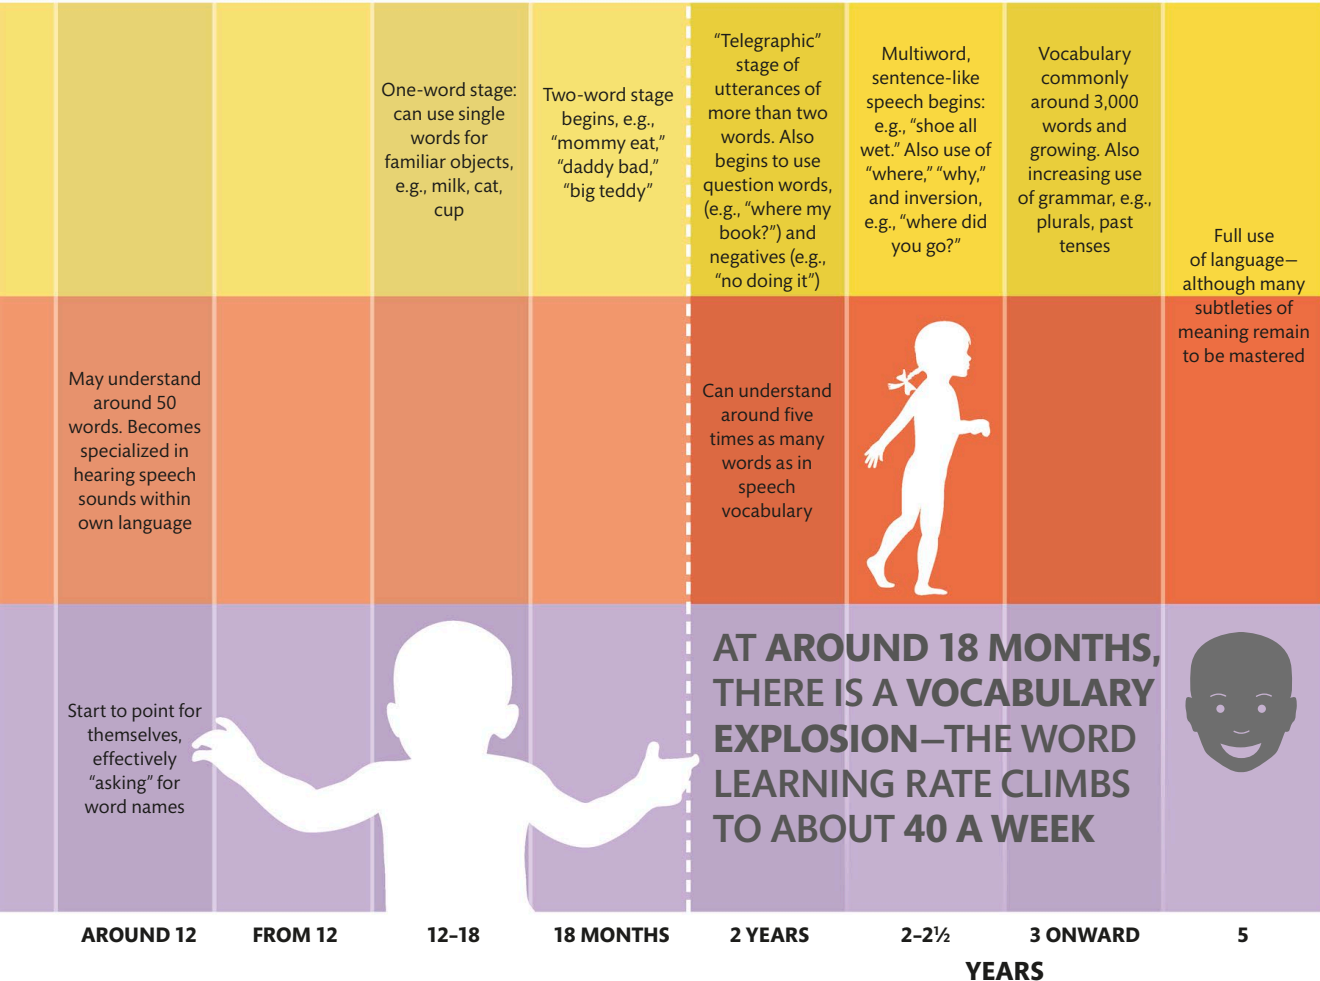 One-word stage:
can use single
words for
familiar objects,
e.g., milk, cat,
cup
Two-word stage
begins, e.g.,
“mommy eat,”
“daddy bad,”
“big teddy”
“Telegraphic”
stage of
utterances of
more than two
words. Also
begins to use
question words,
(e.g., “where my
book?”) and
negatives (e.g.,
“no doing it”)
Multiword,
sentence-like
speech begins:
e.g., “shoe all
wet.” Also use of
“where,” “why,”
and inversion,
e.g., “where did
you go?”
Vocabulary
commonly
around 3,000
words and
growing. Also
increasing use
of grammar, e.g.,
plurals, past
tenses
Full use
of language—
although many
subtleties of
meaning remain
to be mastered
May understand
around 50
words. Becomes
specialized in
hearing speech
sounds within
own language
Can understand
around five
times as many
words as in
speech
vocabulary
Start to point for
themselves,
effectively
“asking” for
word names
AT AROUND 18 MONTHS,
THERE IS A VOCABULARY
EXPLOSION—THE WORD
LEARNING RATE CLIMBS
TO ABOUT 40 A WEEK
AROUND 12
FROM 12
12–18
18 MONTHS
2 YEARS
2–2½
3 ONWARD
5
YEARS